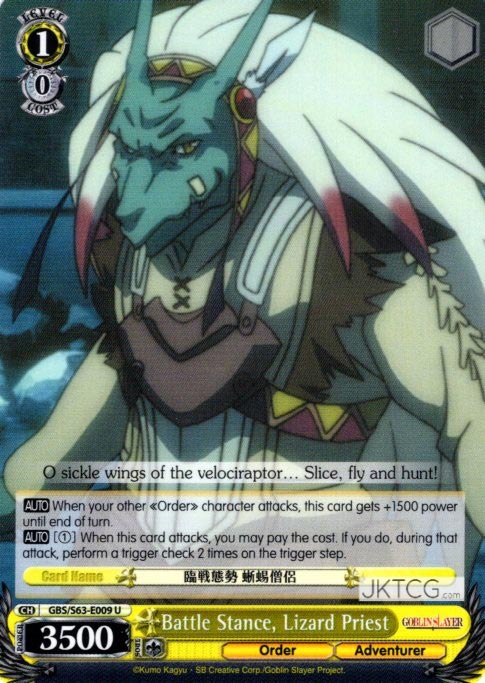 LEVEL
1
0
COST
O sickle wings of the velociraptor... Slice, fly and hunt!
AUTO When your other «Order» character attacks, this card gets +1500 power
until end of turn.
AUTO [①] When this card attacks, you may pay the cost. If you do, during that
attack, perform a trigger check 2 times on the trigger step.
Card Name 臨戦態勢 蜥蜴僧侶
JKTCG.com
CH GBS/S63-E009 U
Battle Stance, Lizard Priest
GOBLIN SLAYER
POWER 3500 SOUL
Order Adventurer
©Kumo Kagyu・SB Creative Corp./Goblin Slayer Project.